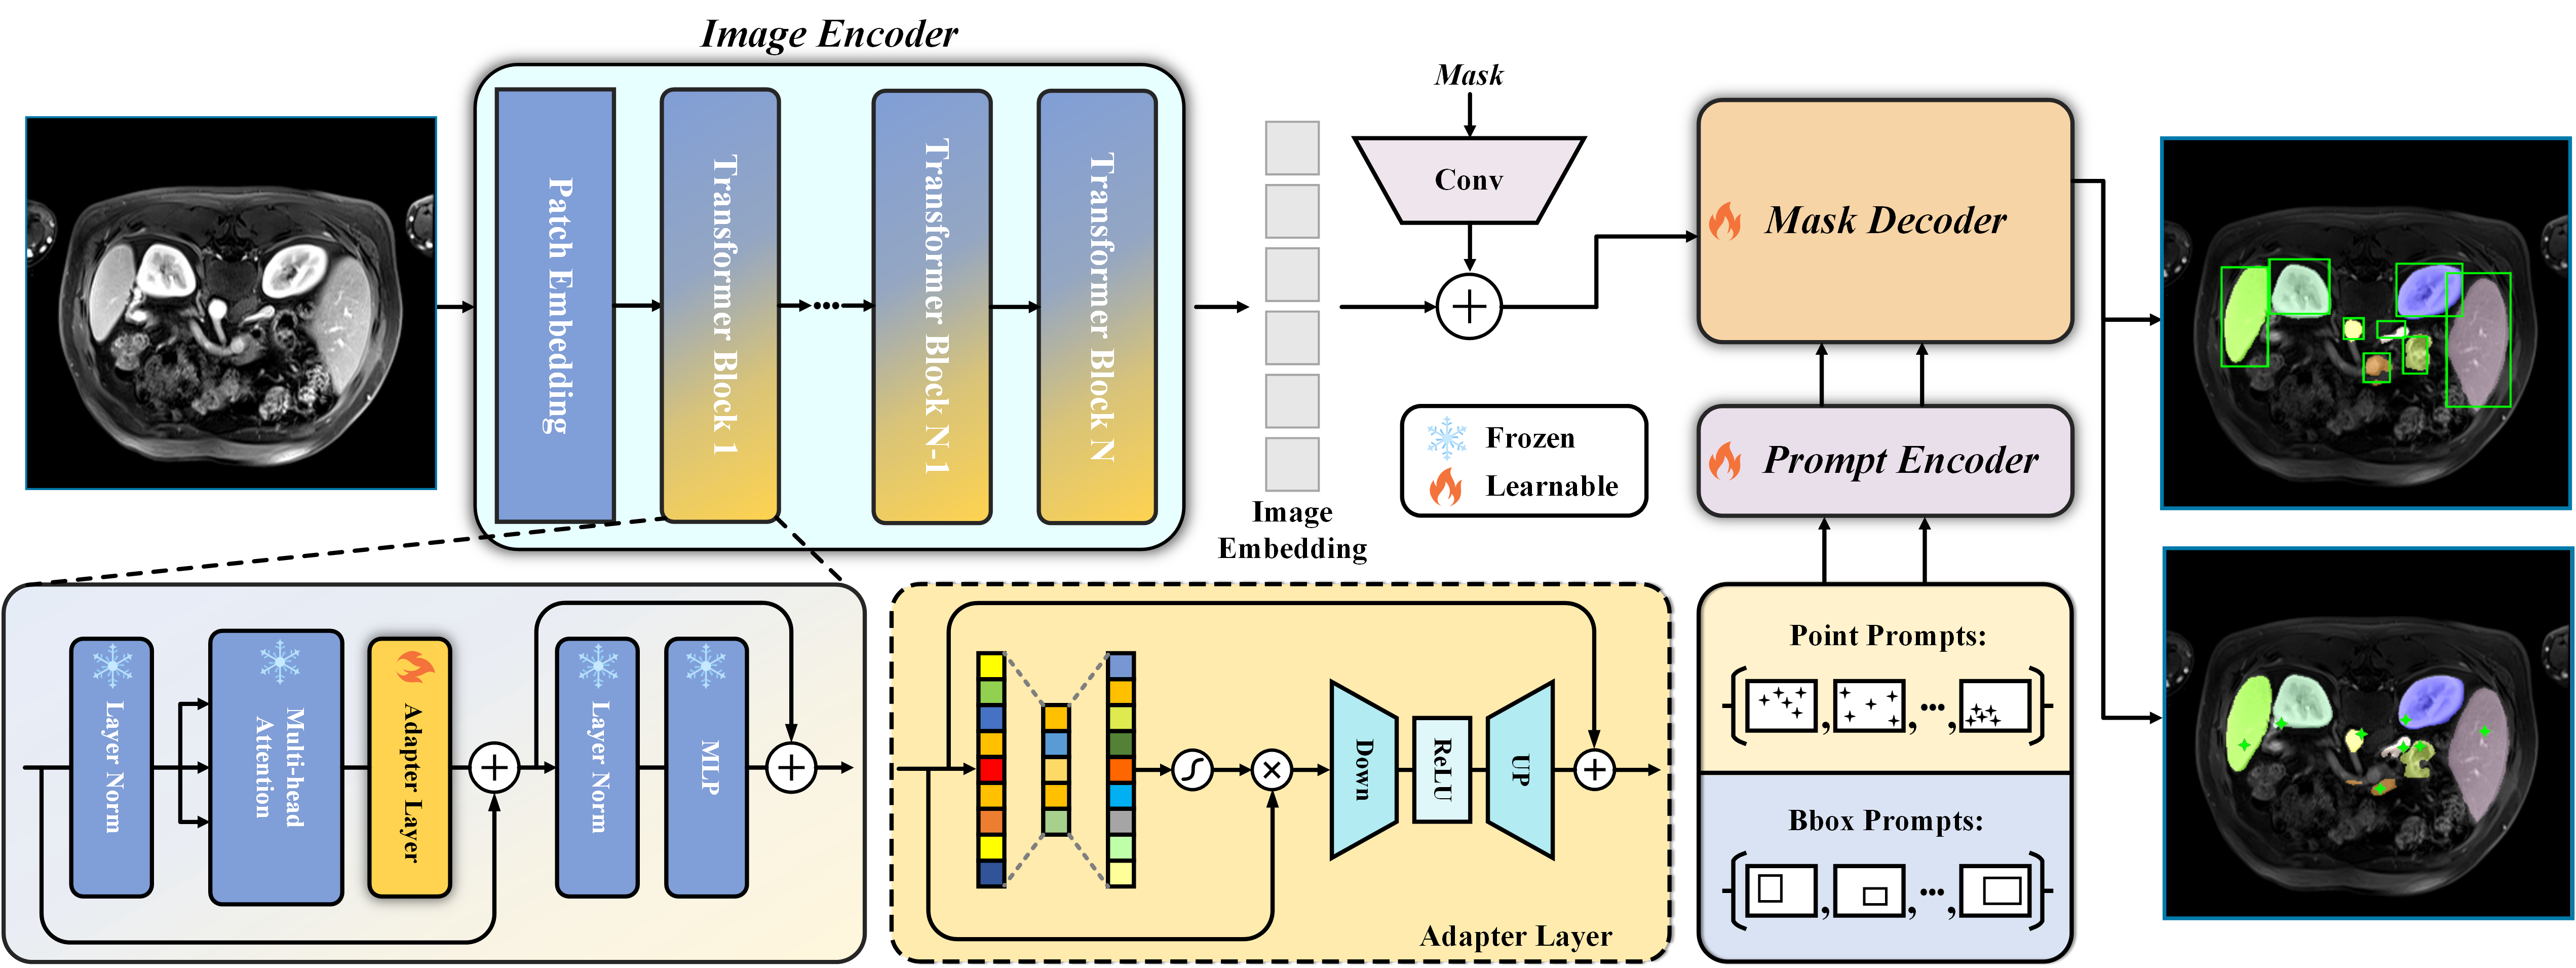 Image Encoder
Patch Embedding
Transformer Block 1
Transformer Block N-1
Transformer Block N
Image
Embedding
Mask
Conv
Frozen
Learnable
Mask Decoder
Prompt Encoder
Point Prompts:
, , ... ,
Bbox Prompts:
, , ... ,
Layer Norm
Multi-head
Attention
Adapter Layer
Layer Norm
MLP
Down
ReLU
UP
Adapter Layer